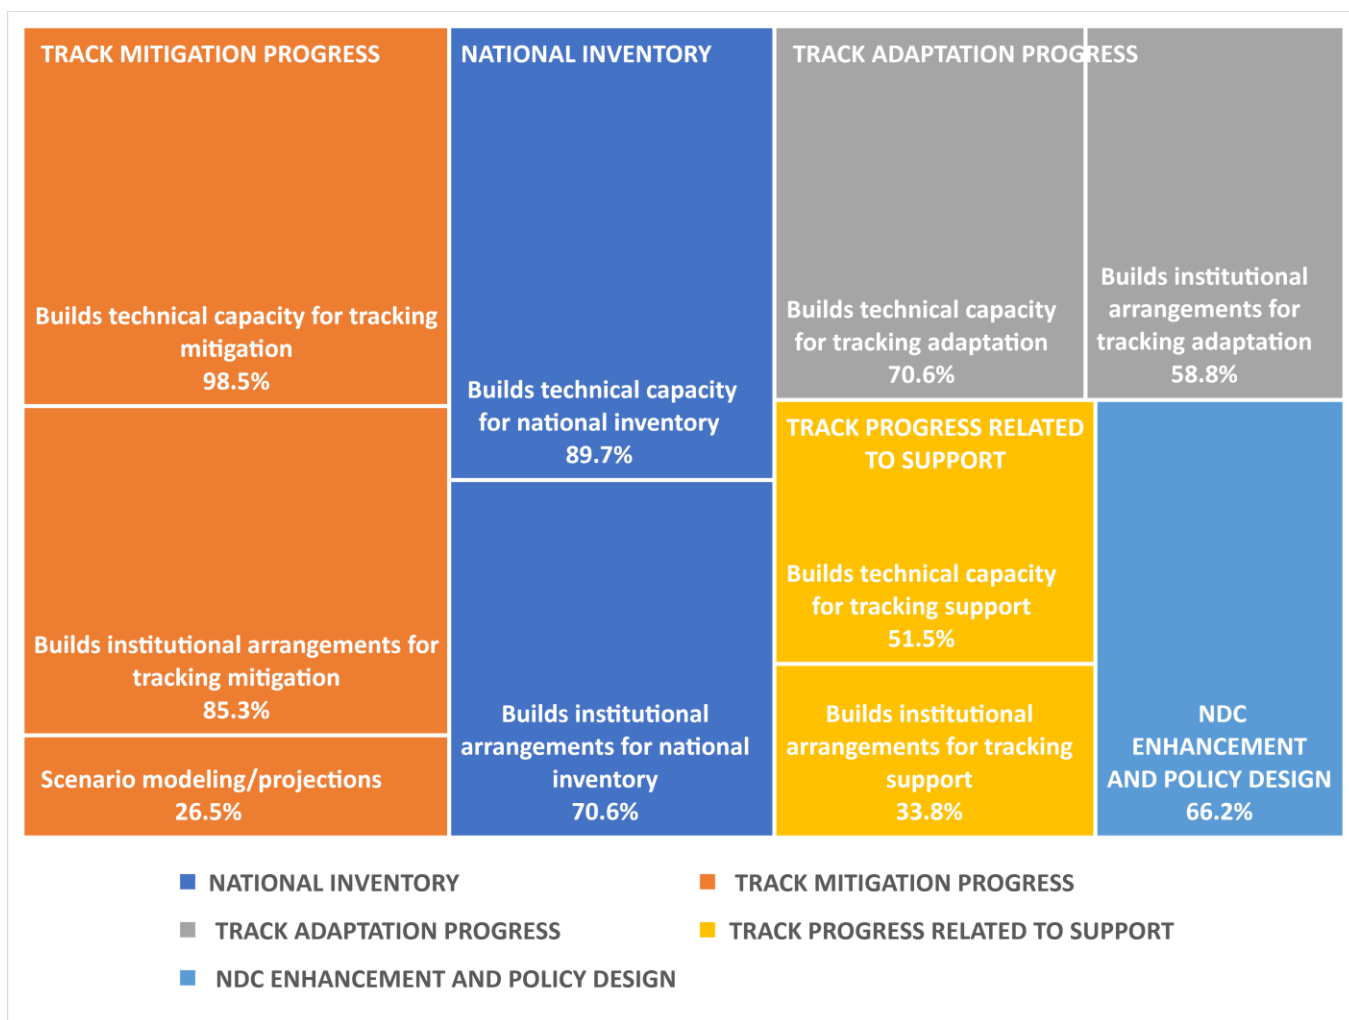 TRACK MITIGATION PROGRESS
Builds technical capacity for tracking
mitigation
98.5%
Builds institutional arrangements for
tracking mitigation
85.3%
Scenario modeling/projections
26.5%
NATIONAL INVENTORY
Builds technical capacity
for national inventory
89.7%
Builds institutional
arrangements for national
inventory
70.6%
TRACK ADAPTATION PROGRESS
Builds technical capacity
for tracking adaptation
70.6%
Builds institutional
arrangements for
tracking adaptation
58.8%
TRACK PROGRESS RELATED
TO SUPPORT
Builds technical capacity
for tracking support
51.5%
Builds institutional
arrangements for tracking
support
33.8%
NDC
ENHANCEMENT
AND POLICY DESIGN
66.2%
NATIONAL INVENTORY
TRACK MITIGATION PROGRESS
TRACK ADAPTATION PROGRESS
TRACK PROGRESS RELATED TO SUPPORT
NDC ENHANCEMENT AND POLICY DESIGN